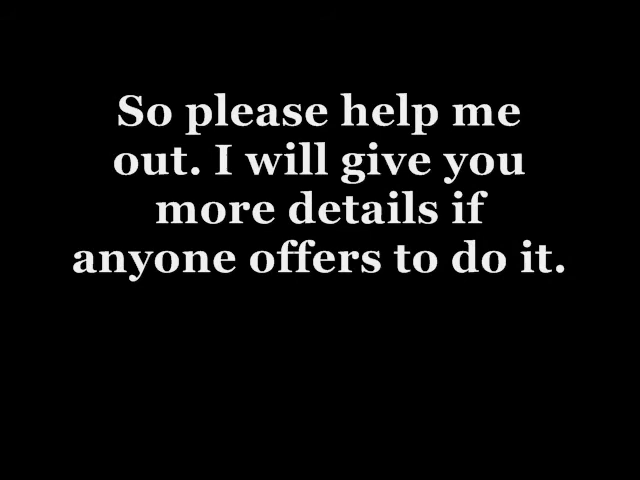 So please help me
out. I will give you
more details if
anyone offers to do it.